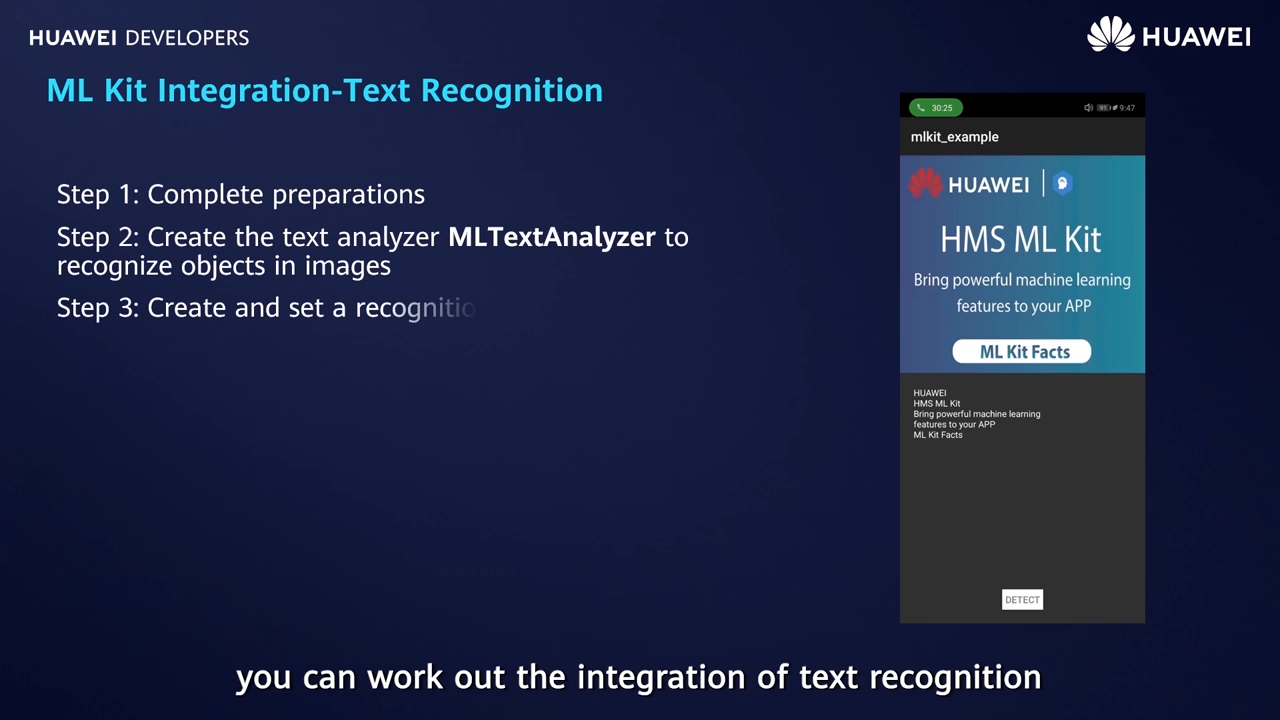 HUAWEI DEVELOPERS
HUAWEI
ML Kit Integration-Text Recognition
Step 1: Complete preparations
Step 2: Create the text analyzer MLTextAnalyzer to
recognize objects in images
Step 3: Create and set a recognitio
30:25
91
9:47
mlkit_example
HUAWEI
HMS ML Kit
Bring powerful machine learning
features to your APP
ML Kit Facts
HUAWEI
HMS ML Kit
Bring powerful machine learning
features to your APP
ML Kit Facts
DETECT
you can work out the integration of text recognition